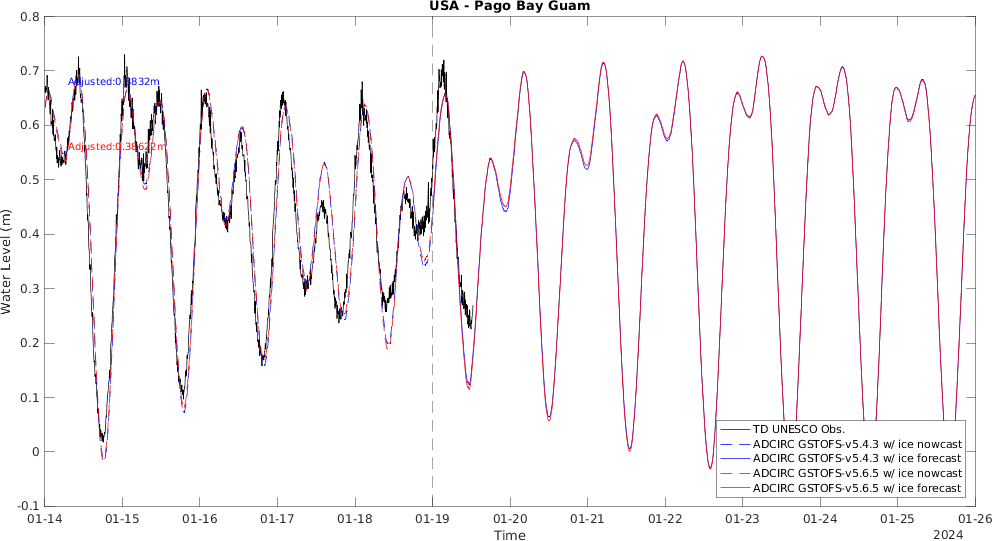 USA - Pago Bay Guam
0.8
0.7
0.6
0.5
0.4
0.3
0.2
0.1
0
-0.1
Water Level (m)
Adjusted:0.3832m
Adjusted:0.38622m
TD UNESCO Obs.
ADCIRC GSTOFS-v5.4.3 w/ ice nowcast
ADCIRC GSTOFS-v5.4.3 w/ ice forecast
ADCIRC GSTOFS-v5.6.5 w/ ice nowcast
ADCIRC GSTOFS-v5.6.5 w/ ice forecast
01-14 01-15 01-16 01-17 01-18 01-19 01-20 01-21 01-22 01-23 01-24 01-25 01-26
Time
2024